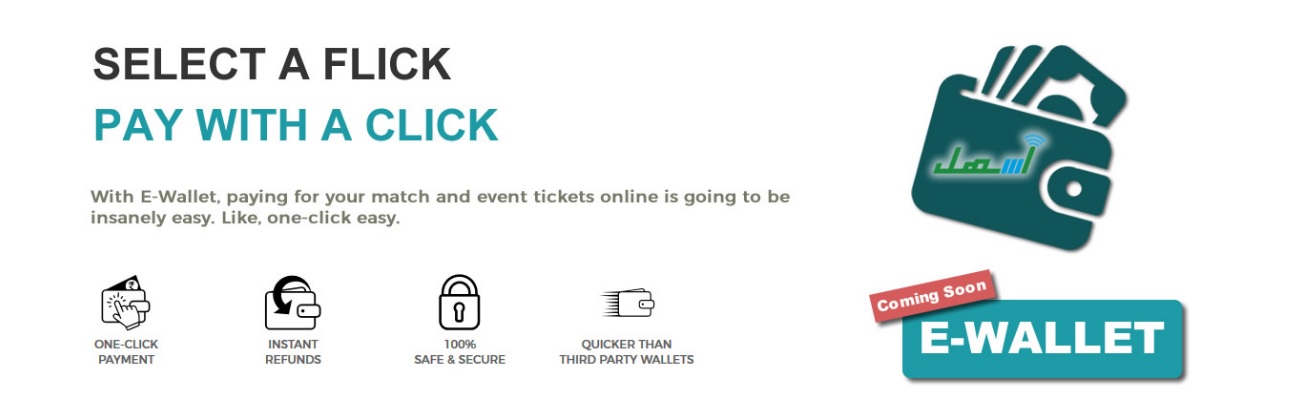 SELECT A FLICK
PAY WITH A CLICK
With E-Wallet, paying for your match and event tickets online is going to be
insanely easy. Like, one-click easy.
ONE-CLICK
PAYMENT
INSTANT
REFUNDS
100%
SAFE & SECURE
QUICKER THAN
THIRD PARTY WALLETS
اسهل
Coming Soon
E-WALLET